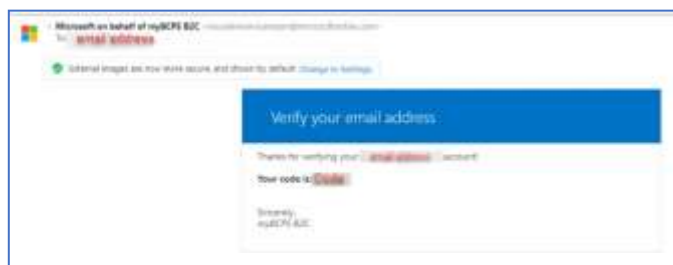 Microsoft on behalf of myBCPS B2C
To: email address
External images are now more secure, and shown by default. Change in Settings
Verify your email address
Thanks for verifying your email address account!
Your code is: Code
Sincerely,
myBCPS B2C